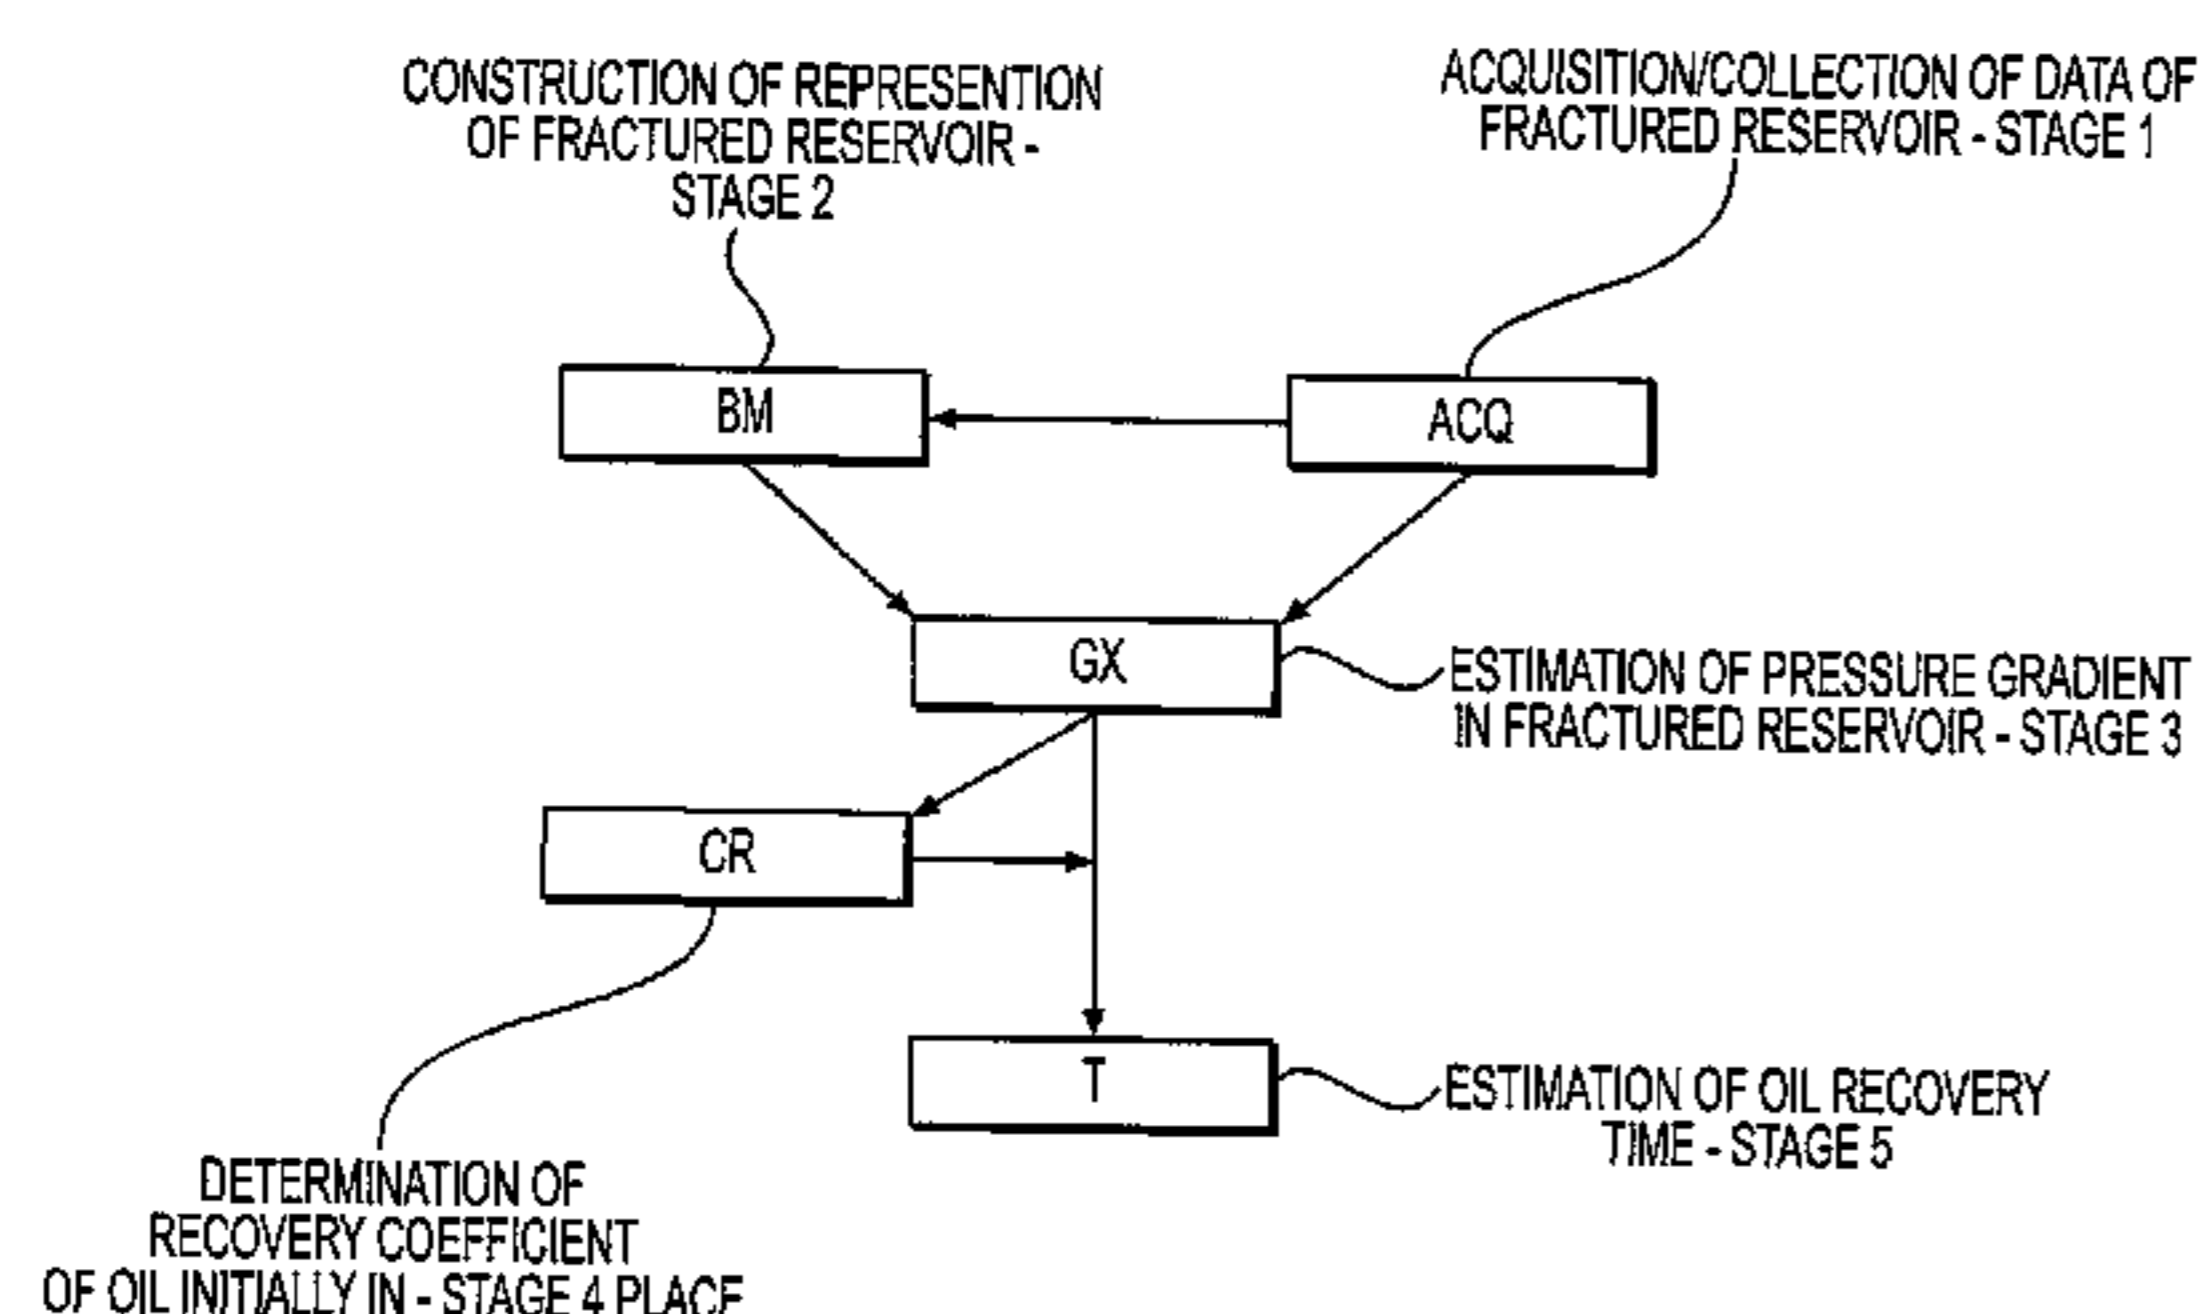 CONSTRUCTION OF REPRESENTION
OF FRACTURED RESERVOIR -
STAGE 2
ACQUISITION/COLLECTION OF DATA OF
FRACTURED RESERVOIR - STAGE 1
BM
ACQ
GX
ESTIMATION OF PRESSURE GRADIENT
IN FRACTURED RESERVOIR - STAGE 3
CR
T
ESTIMATION OF OIL RECOVERY
TIME - STAGE 5
DETERMINATION OF
RECOVERY COEFFICIENT
OF OIL INITIALLY IN - STAGE 4 PLACE